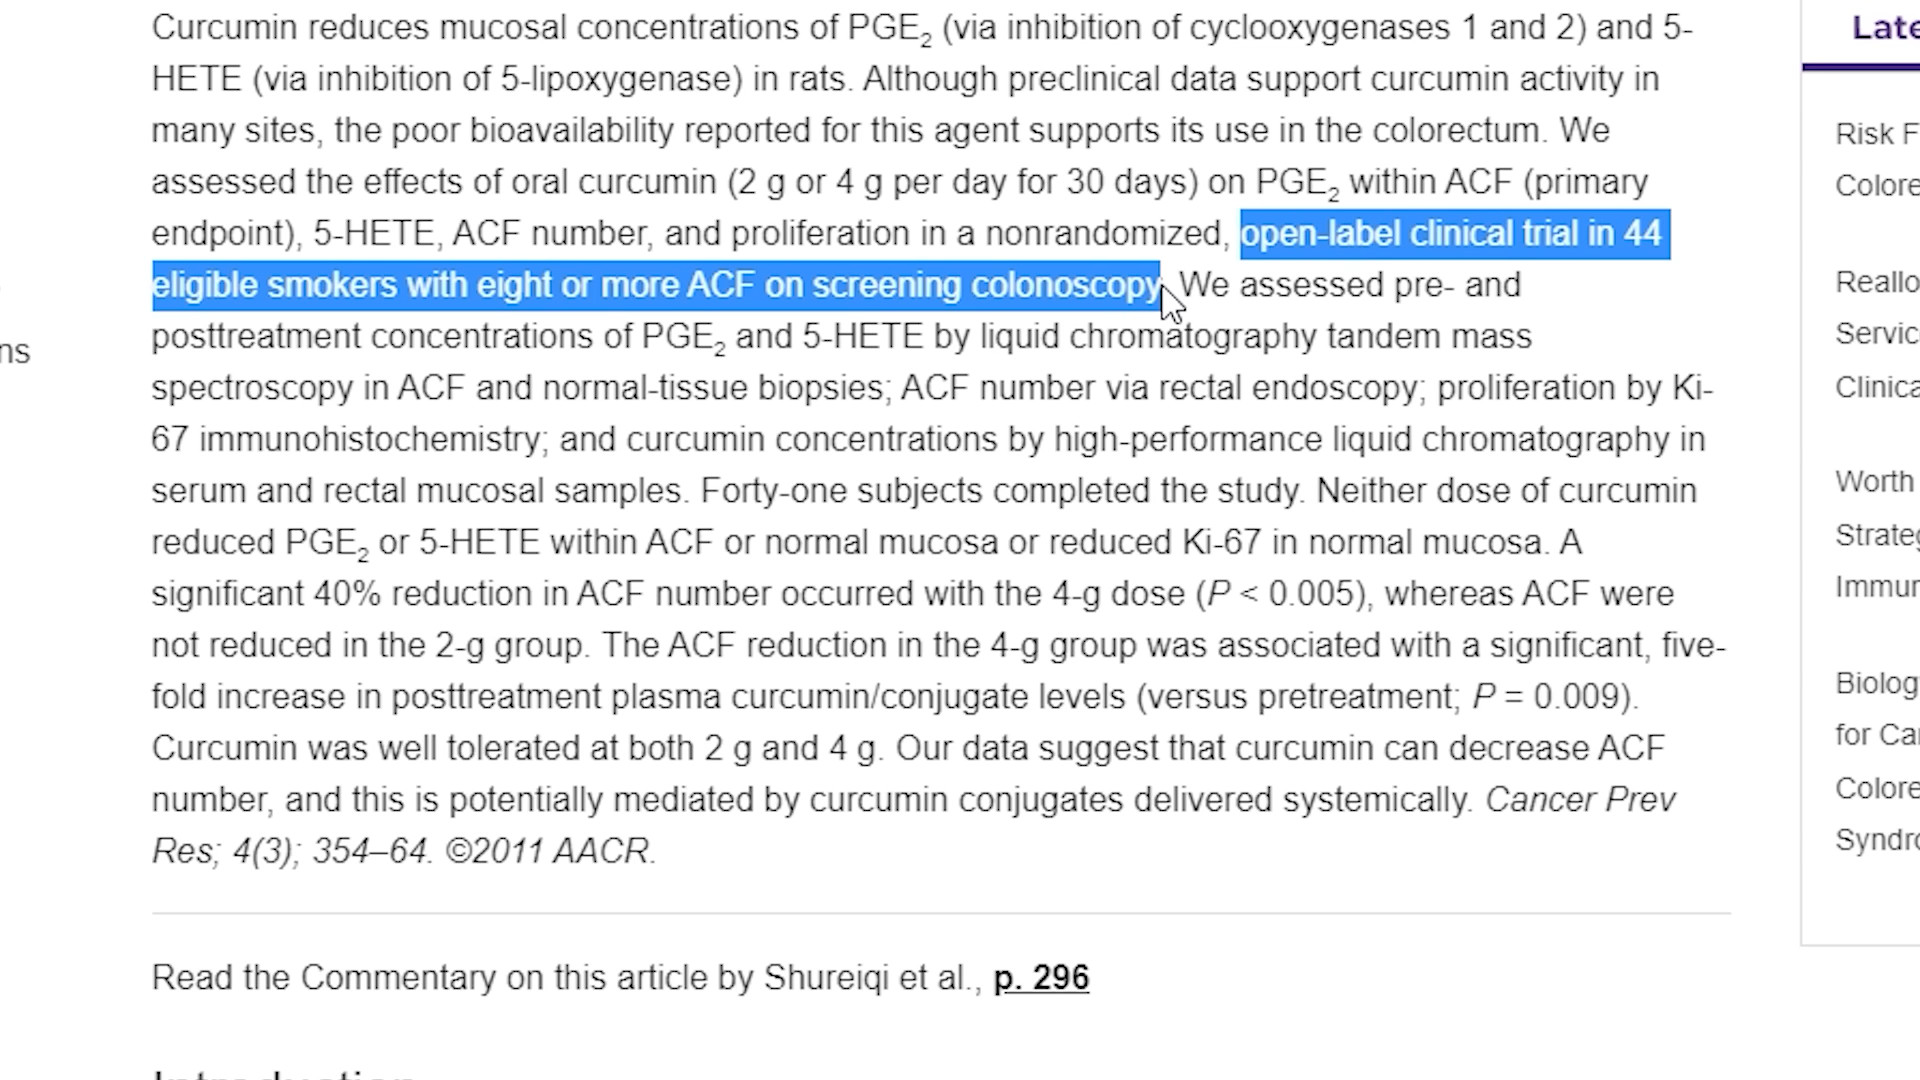 Curcumin reduces mucosal concentrations of PGE2 (via inhibition of cyclooxygenases 1 and 2) and 5-
HETE (via inhibition of 5-lipoxygenase) in rats. Although preclinical data support curcumin activity in
many sites, the poor bioavailability reported for this agent supports its use in the colorectum. We
assessed the effects of oral curcumin (2 g or 4 g per day for 30 days) on PGE2 within ACF (primary
endpoint), 5-HETE, ACF number, and proliferation in a nonrandomized, open-label clinical trial in 44
eligible smokers with eight or more ACF on screening colonoscopy. We assessed pre- and
posttreatment concentrations of PGE2 and 5-HETE by liquid chromatography tandem mass
spectroscopy in ACF and normal-tissue biopsies; ACF number via rectal endoscopy; proliferation by Ki-
67 immunohistochemistry; and curcumin concentrations by high-performance liquid chromatography in
serum and rectal mucosal samples. Forty-one subjects completed the study. Neither dose of curcumin
reduced PGE2 or 5-HETE within ACF or normal mucosa or reduced Ki-67 in normal mucosa. A
significant 40% reduction in ACF number occurred with the 4-g dose (P < 0.005), whereas ACF were
not reduced in the 2-g group. The ACF reduction in the 4-g group was associated with a significant, five-
fold increase in posttreatment plasma curcumin/conjugate levels (versus pretreatment; P = 0.009).
Curcumin was well tolerated at both 2 g and 4 g. Our data suggest that curcumin can decrease ACF
number, and this is potentially mediated by curcumin conjugates delivered systemically. Cancer Prev
Res; 4(3); 354–64. ©2011 AACR.
Read the Commentary on this article by Shureiqi et al., p. 296
Introduction
ns
Late
Risk F
Colore
Reallo
Servic
Clinica
Worth
Strateg
Immun
Biolog
for Can
Colore
Syndro